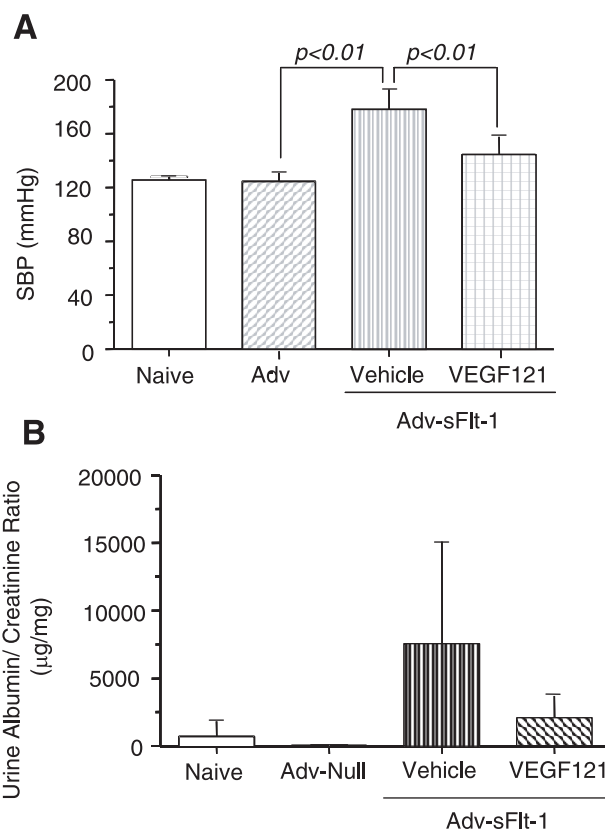 A
p<0.01 p<0.01
200
160
120
80
40
0
SBP (mmHg)
Naive Adv Vehicle VEGF121
Adv-sFlt-1
B
20000
15000
10000
5000
0
Urine Albumin/ Creatinine Ratio
(µg/mg)
Naive Adv-Null Vehicle VEGF121
Adv-sFlt-1